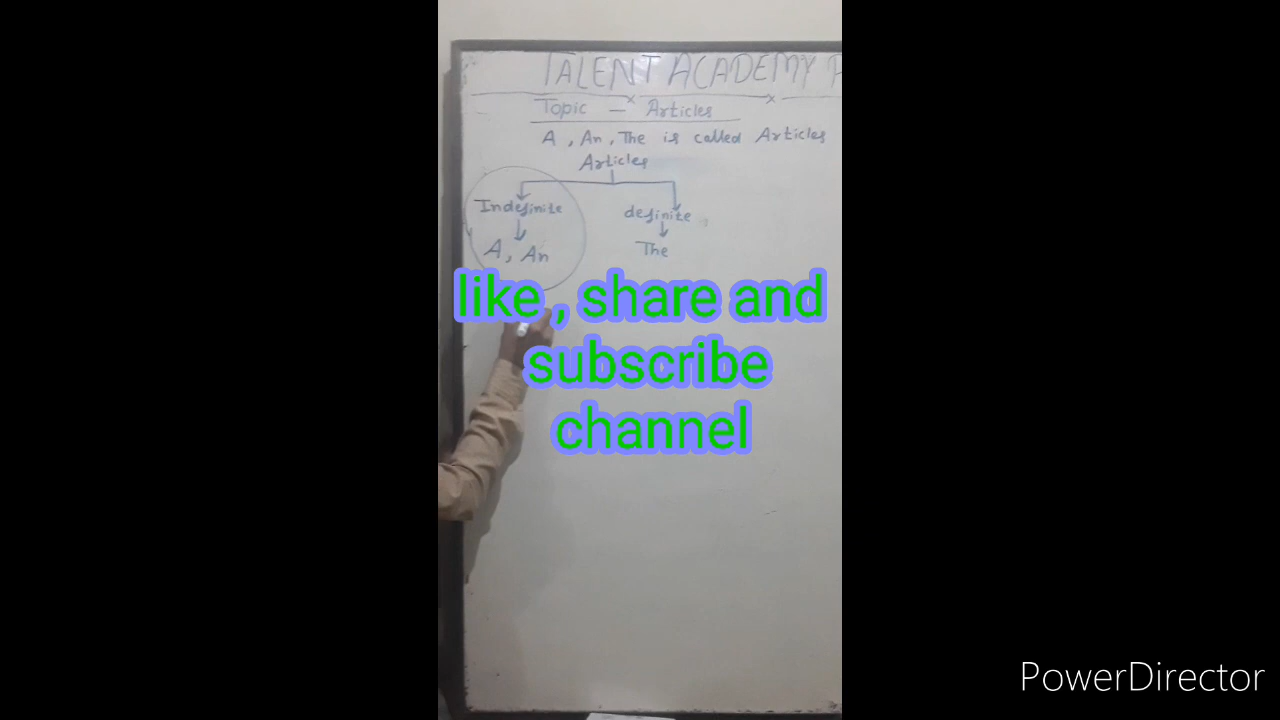 TALENT ACADEMY
Topic - Articles
A, An, The is called Articles
Articles
Indefinite
definite
A, An
The
like , share and
subscribe
channel
PowerDirector